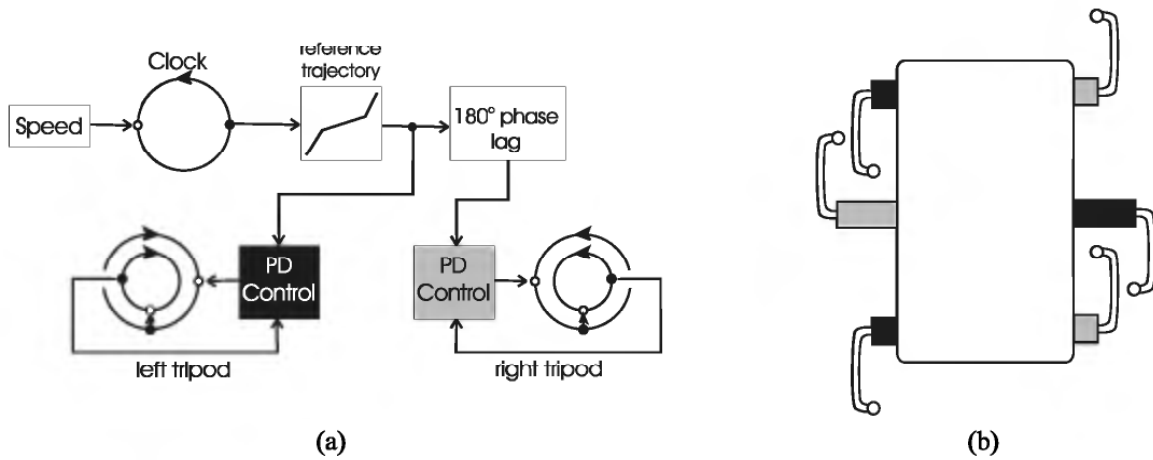 Clock
reference
trajectory
Speed
180° phase
lag
PD
Control
PD
Control
left tripod
right tripod
(a)
(b)